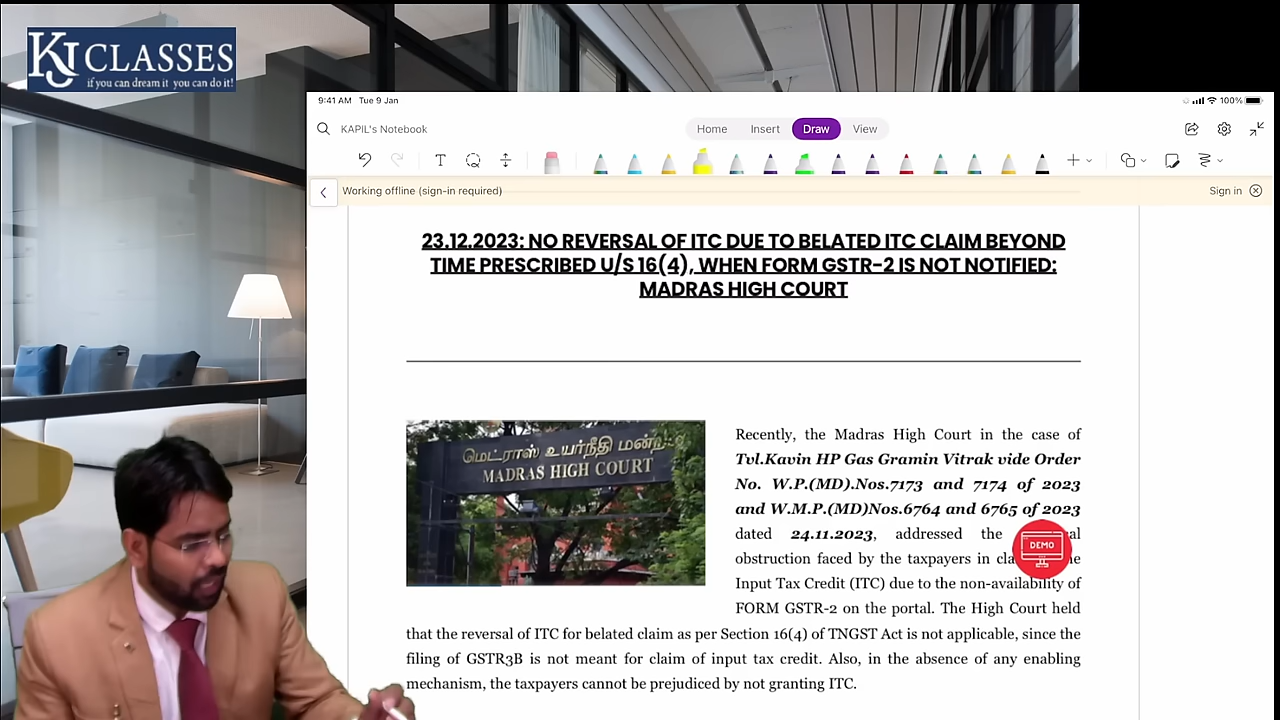 KJ CLASSES
if you can dream it you can do it!
9:41 AM Tue 9 Jan
100%
KAPIL's Notebook
Home Insert Draw View
Working offline (sign-in required)
Sign in
23.12.2023: NO REVERSAL OF ITC DUE TO BELATED ITC CLAIM BEYOND
TIME PRESCRIBED U/S 16(4), WHEN FORM GSTR-2 IS NOT NOTIFIED:
MADRAS HIGH COURT
மெட்ராஸ் உயர்நீதி
MADRAS HIGH COURT
Recently, the Madras High Court in the case of
Tvl.Kavin HP Gas Gramin Vitrak vide Order
No. W.P.(MD).Nos.7173 and 7174 of 2023
and W.M.P.(MD)Nos.6764 and 6765 of 2023
dated 24.11.2023, addressed the
DEMO
obstruction faced by the taxpayers in
Input Tax Credit (ITC) due to the non-availability of
FORM GSTR-2 on the portal. The High Court held
that the reversal of ITC for belated claim as per Section 16(4) of TNGST Act is not applicable, since the
filing of GSTR3B is not meant for claim of input tax credit. Also, in the absence of any enabling
mechanism, the taxpayers cannot be prejudiced by not granting ITC.